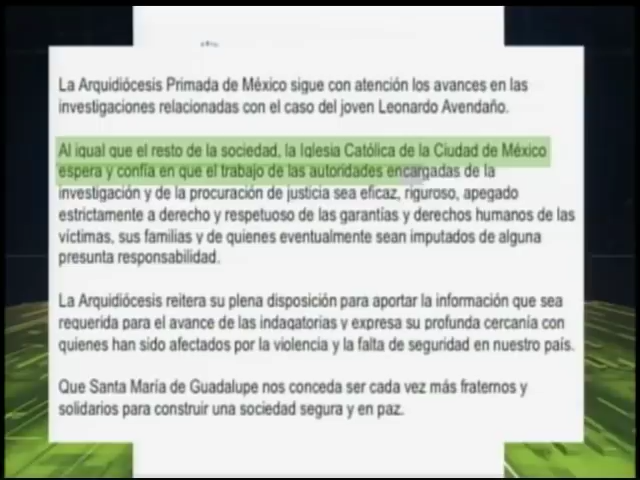 La Arquidiócesis Primada de México sigue con atención los avances en las
investigaciones relacionadas con el caso del joven Leonardo Avendaño.
Al igual que el resto de la sociedad, la Iglesia Católica de la Ciudad de México
espera y confía en que el trabajo de las autoridades encargadas de la
investigación y de la procuración de justicia sea eficaz, riguroso, apegado
estrictamente a derecho y respetuoso de las garantías y derechos humanos de las
víctimas, sus familias y de quienes eventualmente sean imputados de alguna
presunta responsabilidad.
La Arquidiócesis reitera su plena disposición para aportar la información que sea
requerida para el avance de las indagatorias y expresa su profunda cercanía con
quienes han sido afectados por la violencia y la falta de seguridad en nuestro país.
Que Santa María de Guadalupe nos conceda ser cada vez más fraternos y
solidarios para construir una sociedad segura y en paz.